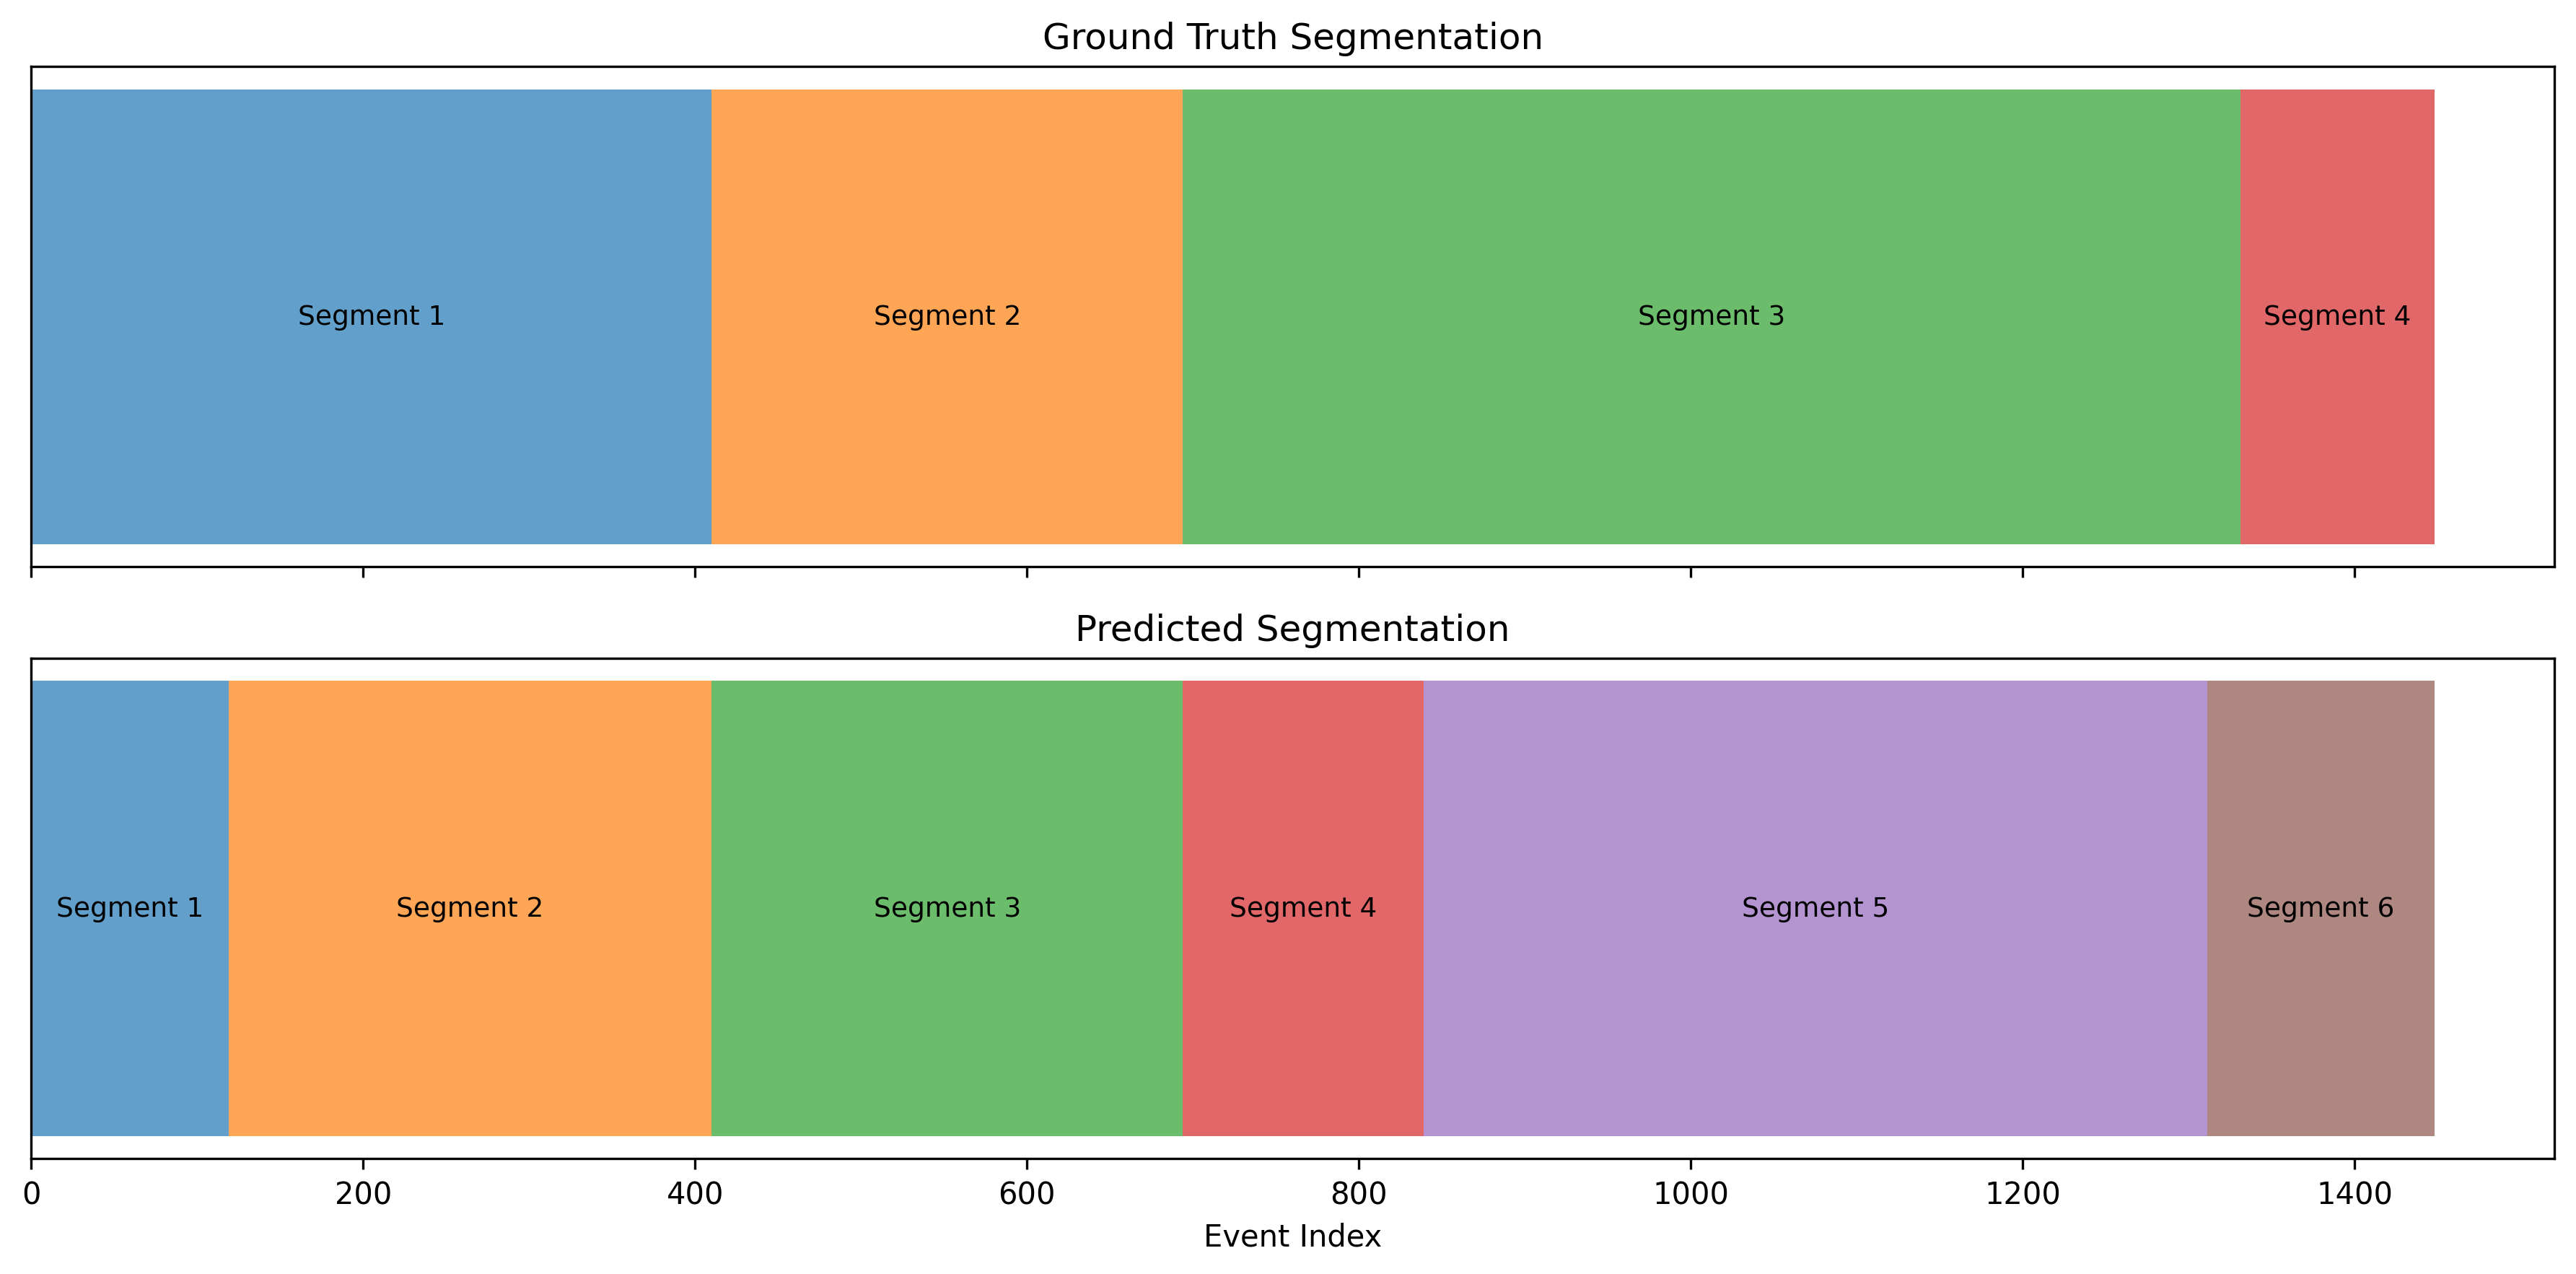 Ground Truth Segmentation
Segment 1 Segment 2 Segment 3 Segment 4
Predicted Segmentation
Segment 1 Segment 2 Segment 3 Segment 4 Segment 5 Segment 6
0 200 400 600 800 1000 1200 1400
Event Index